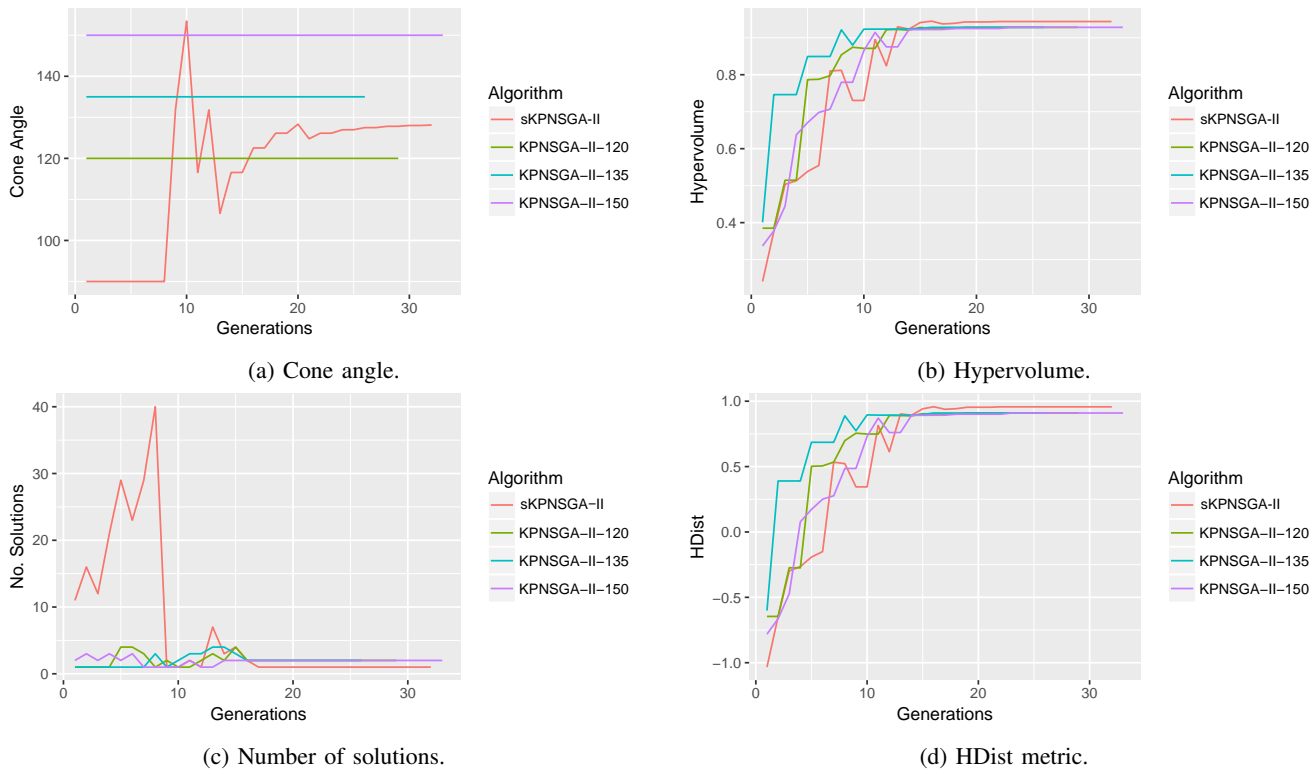 150
140
120
100
Cone Angle
0
10
20
30
Generations
Algorithm
sKPNSGA-II
KPNSGA-II-120
KPNSGA-II-135
KPNSGA-II-150
(a) Cone angle.
0.8
0.6
0.4
Hypervolume
0
10
20
30
Generations
Algorithm
sKPNSGA-II
KPNSGA-II-120
KPNSGA-II-135
KPNSGA-II-150
(b) Hypervolume.
40
30
20
10
0
No. Solutions
0
10
20
30
Generations
Algorithm
sKPNSGA-II
KPNSGA-II-120
KPNSGA-II-135
KPNSGA-II-150
(c) Number of solutions.
1.0
0.5
0.0
-0.5
-1.0
HDist
0
10
20
30
Generations
Algorithm
sKPNSGA-II
KPNSGA-II-120
KPNSGA-II-135
KPNSGA-II-150
(d) HDist metric.